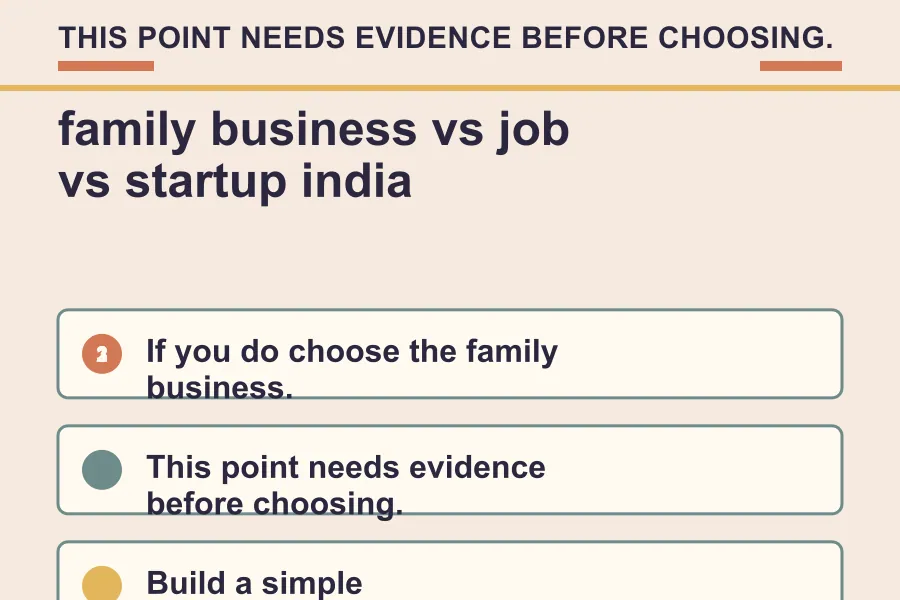 THIS POINT NEEDS EVIDENCE BEFORE CHOOSING.
family business vs job
vs startup india
If you do choose the family
business.
This point needs evidence
before choosing.
Build a simple